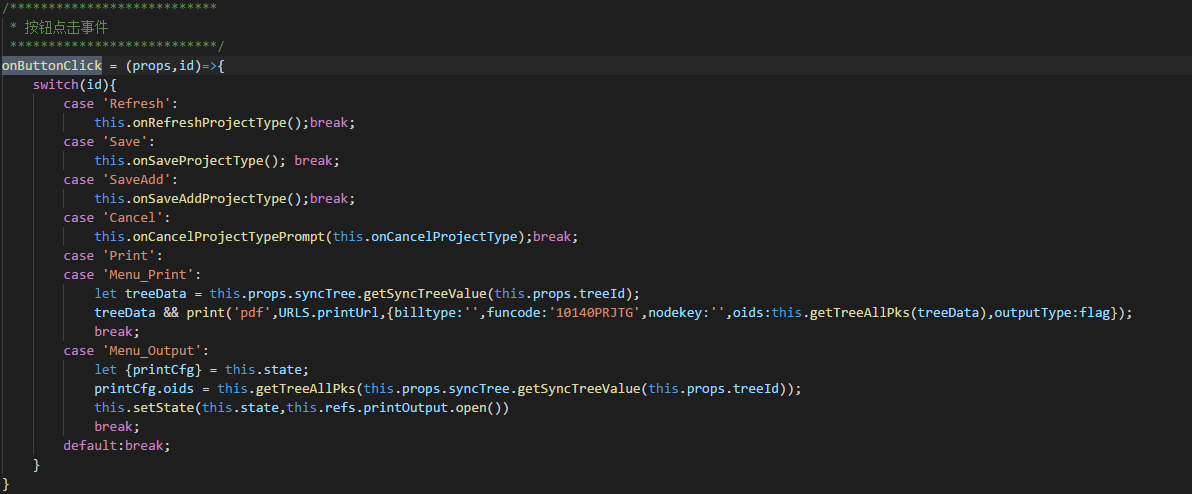 /***************************
 * 按钮点击事件
 ***************************/
onButtonClick = (props,id)=>{
    switch(id){
        case 'Refresh':
            this.onRefreshProjectType();break;
        case 'Save':
            this.onSaveProjectType(); break;
        case 'SaveAdd':
            this.onSaveAddProjectType();break;
        case 'Cancel':
            this.onCancelProjectTypePrompt(this.onCancelProjectType);break;
        case 'Print':
        case 'Menu_Print':
            let treeData = this.props.syncTree.getSyncTreeValue(this.props.treeId);
            treeData && print('pdf',URLS.printUrl,{billtype:'',funcode:'10140PRJTG',nodekey:'',oids:this.getTreeAllPks(treeData),outputType:flag});
            break;
        case 'Menu_Output':
            let {printCfg} = this.state;
            printCfg.oids = this.getTreeAllPks(this.props.syncTree.getSyncTreeValue(this.props.treeId));
            this.setState(this.state,this.refs.printOutput.open())
            break;
        default:break;
    }
}